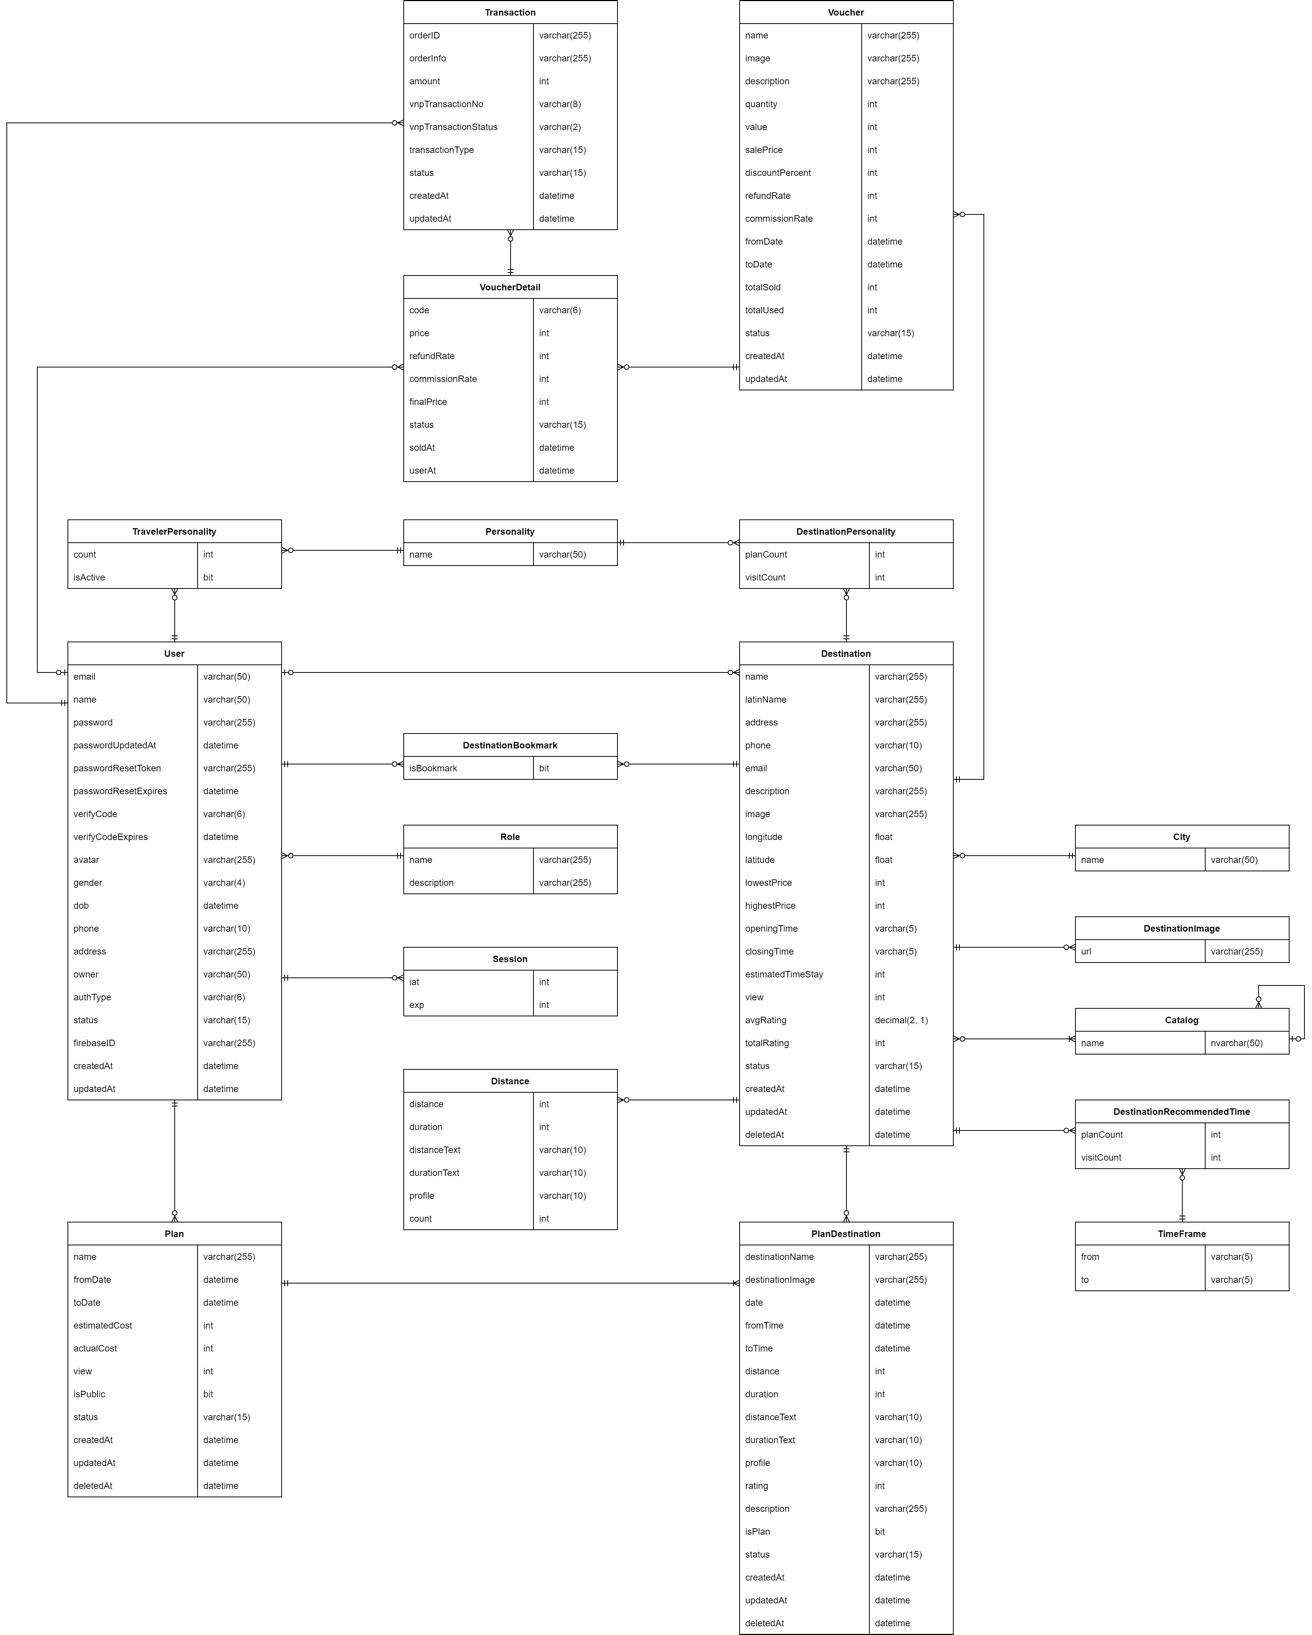 Transaction
orderID varchar(255)
orderInfo varchar(255)
amount int
vnpTransactionNo varchar(8)
vnpTransactionStatus varchar(2)
transactionType varchar(15)
status varchar(15)
createdAt datetime
updatedAt datetime
Voucher
name varchar(255)
image varchar(255)
description varchar(255)
quantity int
value int
salePrice int
discountPercent int
refundRate int
commissionRate int
fromDate datetime
toDate datetime
totalSold int
totalUsed int
status varchar(15)
createdAt datetime
updatedAt datetime
VoucherDetail
code varchar(6)
price int
refundRate int
commissionRate int
finalPrice int
status varchar(15)
soldAt datetime
userAt datetime
TravelerPersonality
count int
isActive bit
Personality
name varchar(50)
DestinationPersonality
planCount int
visitCount int
User
email varchar(50)
name varchar(50)
password varchar(255)
passwordUpdatedAt datetime
passwordResetToken varchar(255)
passwordResetExpires datetime
verifyCode varchar(6)
verifyCodeExpires datetime
avatar varchar(255)
gender varchar(4)
dob datetime
phone varchar(10)
address varchar(255)
owner varchar(50)
authType varchar(6)
status varchar(15)
firebaseID varchar(255)
createdAt datetime
updatedAt datetime
DestinationBookmark
isBookmark bit
Role
name varchar(255)
description varchar(255)
Session
iat int
exp int
Distance
distance int
duration int
distanceText varchar(10)
durationText varchar(10)
profile varchar(10)
count int
Destination
name varchar(255)
latinName varchar(255)
address varchar(255)
phone varchar(10)
email varchar(50)
description varchar(255)
image varchar(255)
longitude float
latitude float
lowestPrice int
highestPrice int
openingTime varchar(5)
closingTime varchar(5)
estimatedTimeStay int
view int
avgRating decimal(2, 1)
totalRating int
status varchar(15)
createdAt datetime
updatedAt datetime
deletedAt datetime
City
name varchar(50)
DestinationImage
url varchar(255)
Catalog
name nvarchar(50)
DestinationRecommendedTime
planCount int
visitCount int
TimeFrame
from varchar(5)
to varchar(5)
Plan
name varchar(255)
fromDate datetime
toDate datetime
estimatedCost int
actualCost int
view int
isPublic bit
status varchar(15)
createdAt datetime
updatedAt datetime
deletedAt datetime
PlanDestination
destinationName varchar(255)
destinationImage varchar(255)
date datetime
fromTime datetime
toTime datetime
distance int
duration int
distanceText varchar(10)
durationText varchar(10)
profile varchar(10)
rating int
description varchar(255)
isPlan bit
status varchar(15)
createdAt datetime
updatedAt datetime
deletedAt datetime